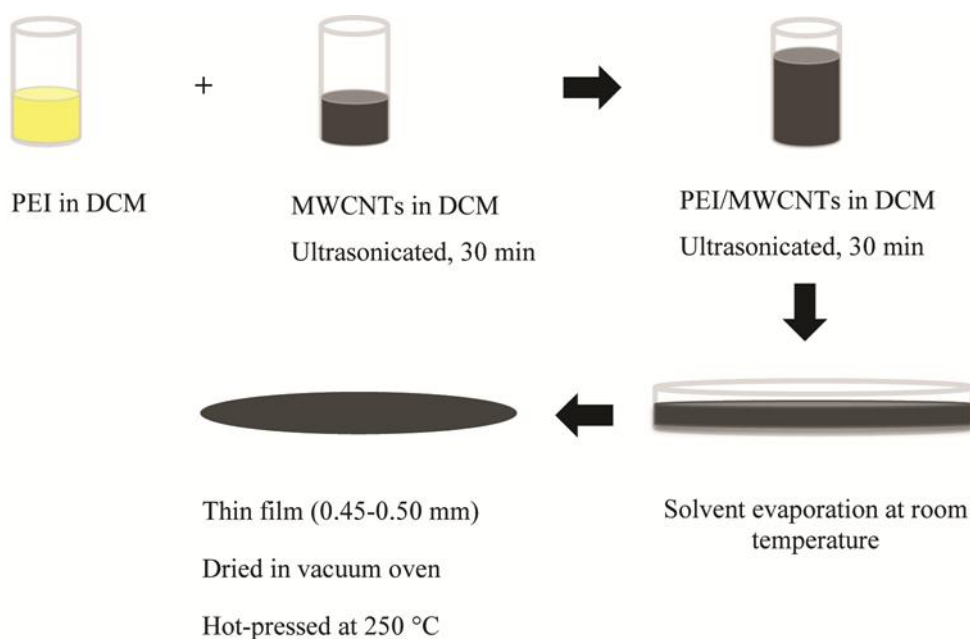 +
PEI in DCM
MWCNTs in DCM
Ultrasonicated, 30 min
PEI/MWCNTs in DCM
Ultrasonicated, 30 min
Solvent evaporation at room
temperature
Thin film (0.45-0.50 mm)
Dried in vacuum oven
Hot-pressed at 250 °C